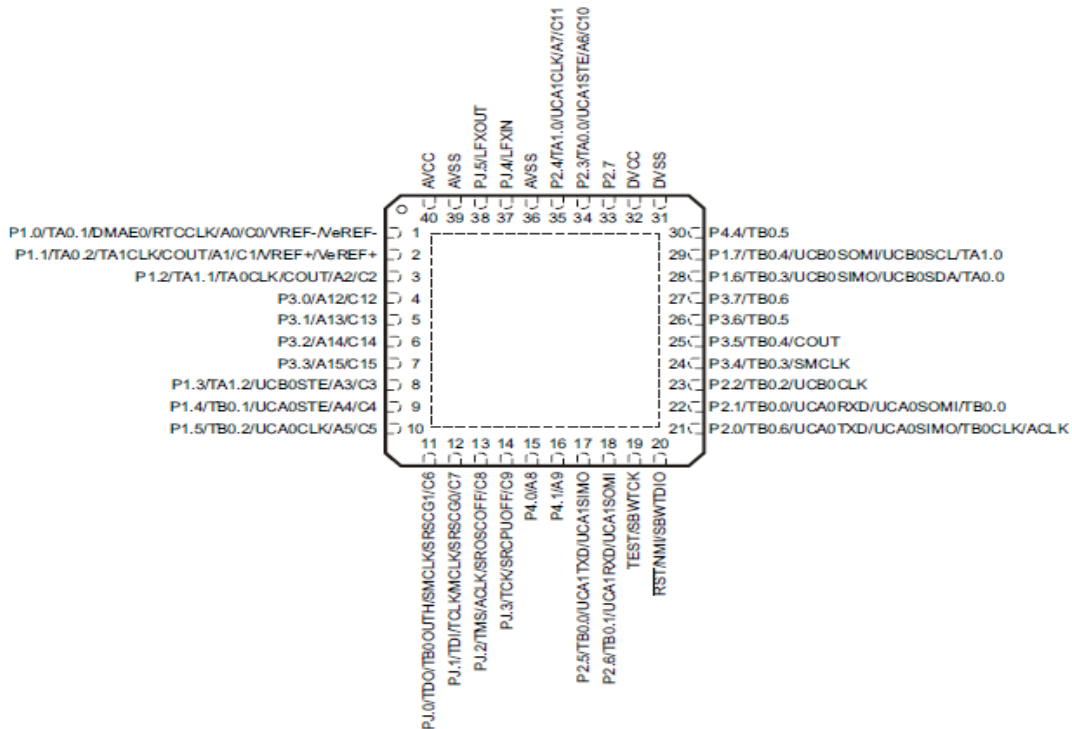 P2.4/TA1.0/UCA1CLK/A7/C11
P2.3/TA0.0/UCA1STE/A6/C10
AVCC
AVSS
PJ.5/LFXOUT
PJ.4/LFXIN
AVSS
P2.7
DVCC
DVSS
40 39 38 37 36 35 34 33 32 31
P1.0/TA0.1/DMAE0/RTCCLK/A0/C0/VREF-/VeREF- 1
P1.1/TA0.2/TA1CLK/COUT/A1/C1/VREF+/VeREF+ 2
P1.2/TA1.1/TA0CLK/COUT/A2/C2 3
P3.0/A12/C12 4
P3.1/A13/C13 5
P3.2/A14/C14 6
P3.3/A15/C15 7
P1.3/TA1.2/UCB0STE/A3/C3 8
P1.4/TB0.1/UCA0STE/A4/C4 9
P1.5/TB0.2/UCA0CLK/A5/C5 10
30 P4.4/TB0.5
29 P1.7/TB0.4/UCB0SOMI/UCB0SCL/TA1.0
28 P1.6/TB0.3/UCB0SIMO/UCB0SDA/TA0.0
27 P3.7/TB0.6
26 P3.6/TB0.5
25 P3.5/TB0.4/COUT
24 P3.4/TB0.3/SMCLK
23 P2.2/TB0.2/UCB0CLK
22 P2.1/TB0.0/UCA0RXD/UCA0SOMI/TB0.0
21 P2.0/TB0.6/UCA0TXD/UCA0SIMO/TB0CLK/ACLK
11 12 13 14 15 16 17 18 19 20
PJ.0/TDO/TB0OUTH/SMCLK/SRSCG1/C6
PJ.1/TDI/TCLK/MCLK/SRSCG0/C7
PJ.2/TMS/ACLK/SROSCOFF/C8
PJ.3/TCK/SRCPUOFF/C9
P4.0/A8
P4.1/A9
P2.5/TB0.0/UCA1TXD/UCA1SIMO
P2.6/TB0.1/UCA1RXD/UCA1SOMI
TEST/SBWTCK
RST/NMI/SBWTDIO